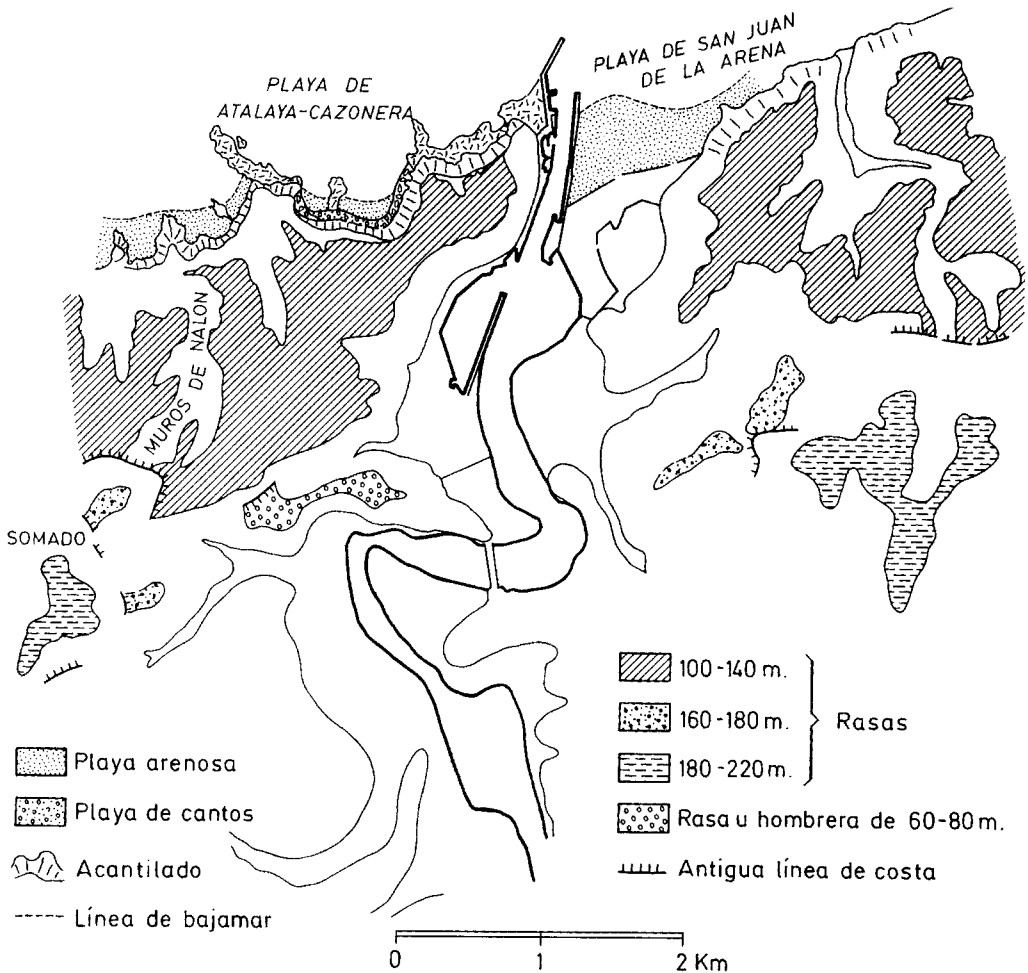 PLAYA DE
ATALAYA-CAZONERA
PLAYA DE SAN JUAN
DE LA ARENA
MUROS DE NALON
SOMADO
100-140 m.
160-180 m.
180-220 m.
Rasas
Rasa u hombrera de 60-80 m.
Antigua línea de costa
Playa arenosa
Playa de cantos
Acantilado
Línea de bajamar
0 1 2 Km